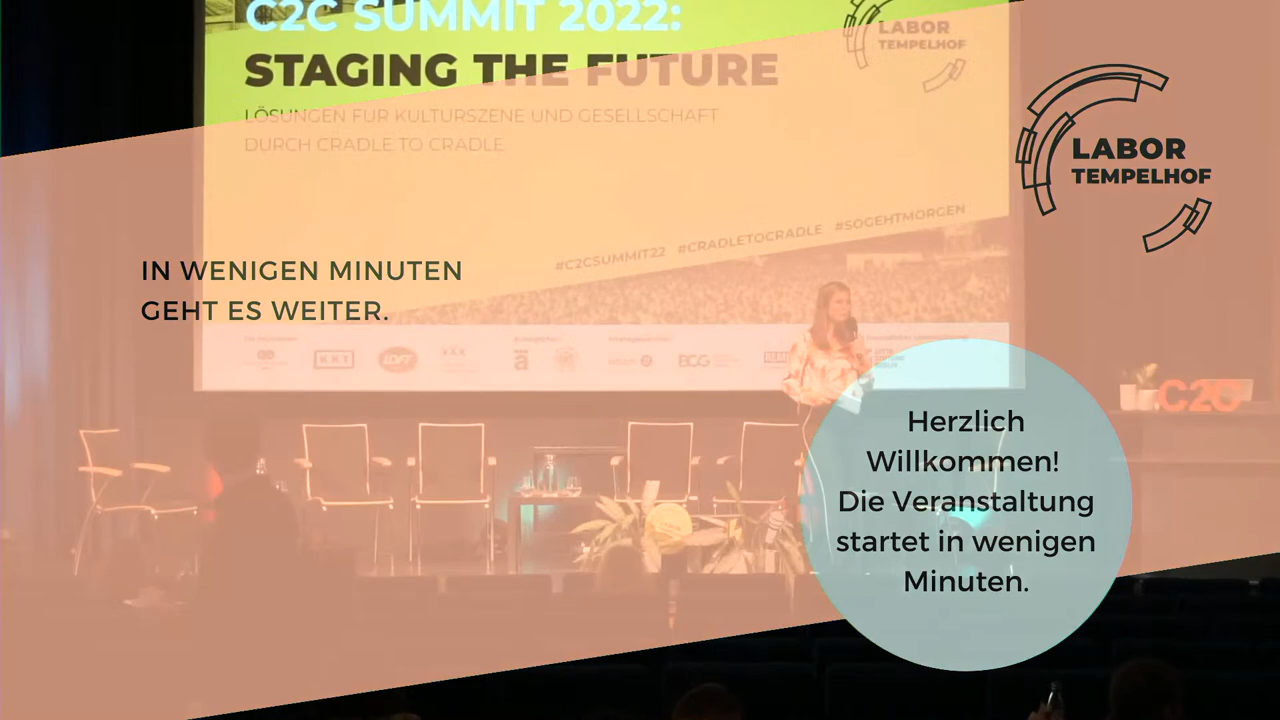 C2C SUMMIT 2022:
STAGING THE FUTURE
LÖSUNGEN FÜR KULTURSZENE UND GESELLSCHAFT
DURCH CRADLE TO CRADLE
LABOR
TEMPELHOF
LABOR
TEMPELHOF
#C2CSUMMIT22 #CRADLETOCRADLE #SOGEHTMORGEN
IN WENIGEN MINUTEN
GEHT ES WEITER.
KKT
BCG
C2C
Herzlich
Willkommen!
Die Veranstaltung
startet in wenigen
Minuten.